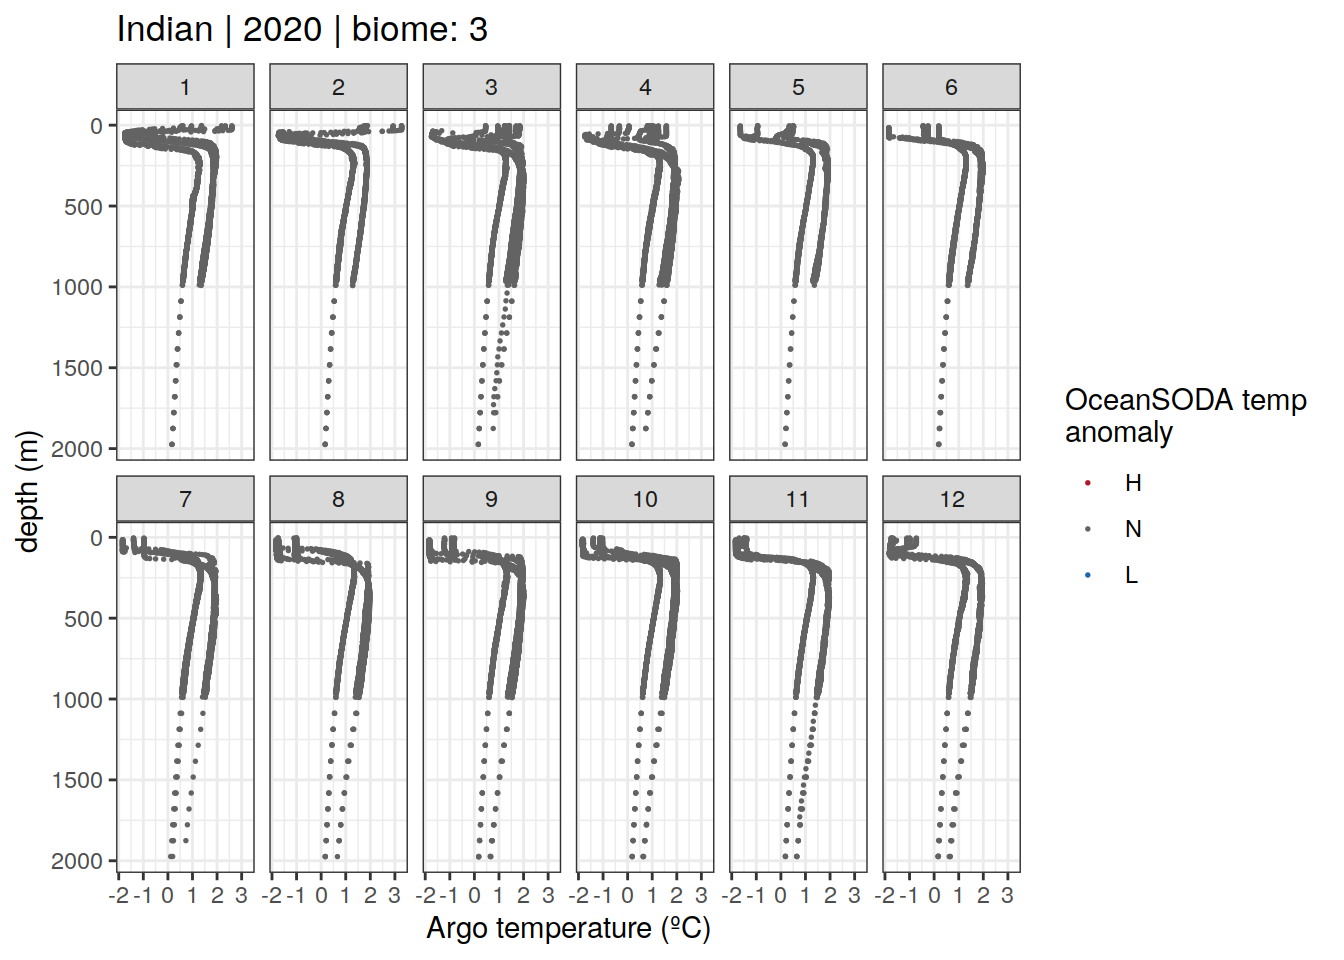 Indian | 2020 | biome: 3
1 2 3 4 5 6
0
500
1000
1500
2000
7 8 9 10 11 12
0
500
1000
1500
2000
-2 -1 0 1 2 3 -2 -1 0 1 2 3 -2 -1 0 1 2 3 -2 -1 0 1 2 3 -2 -1 0 1 2 3 -2 -1 0 1 2 3
Argo temperature (ºC)
depth (m)
OceanSODA temp
anomaly
H
N
L